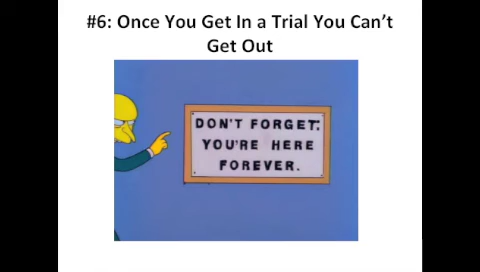 #6: Once You Get In a Trial You Can't
Get Out
DON'T FORGET:
YOU'RE HERE
FOREVER.